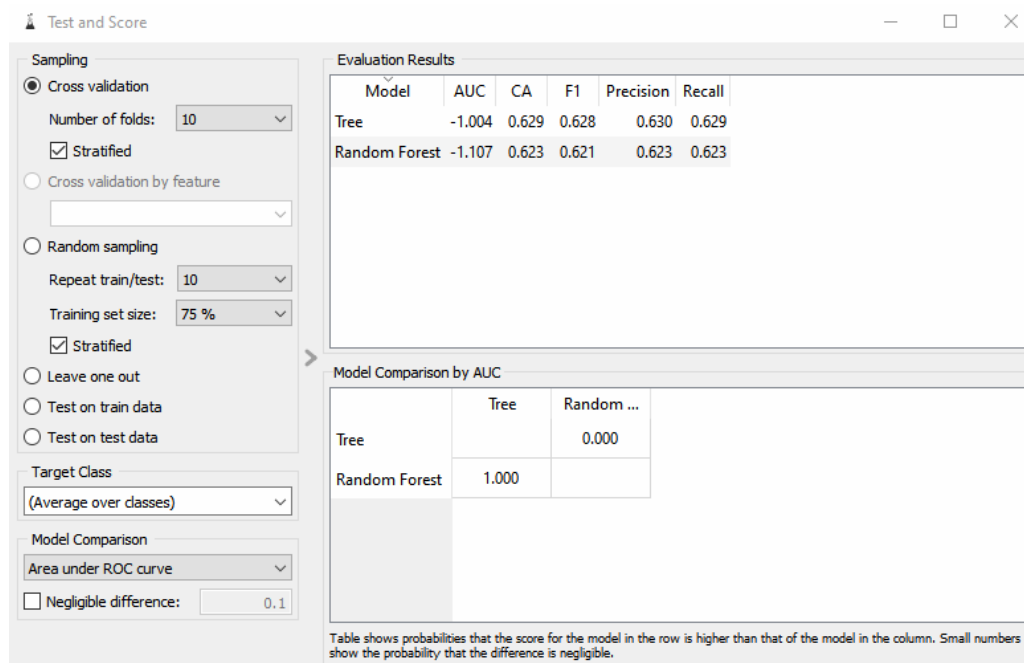 Test and Score
Sampling
Cross validation
Number of folds: 10
Stratified
Cross validation by feature
Random sampling
Repeat train/test: 10
Training set size: 75 %
Stratified
Leave one out
Test on train data
Test on test data
Target Class
(Average over classes)
Model Comparison
Area under ROC curve
Negligible difference: 0.1
Evaluation Results
Model AUC CA F1 Precision Recall
Tree -1.004 0.629 0.628 0.630 0.629
Random Forest -1.107 0.623 0.621 0.623 0.623
Model Comparison by AUC
Tree Random ...
Tree 0.000
Random Forest 1.000
Table shows probabilities that the score for the model in the row is higher than that of the model in the column. Small numbers
show the probability that the difference is negligible.